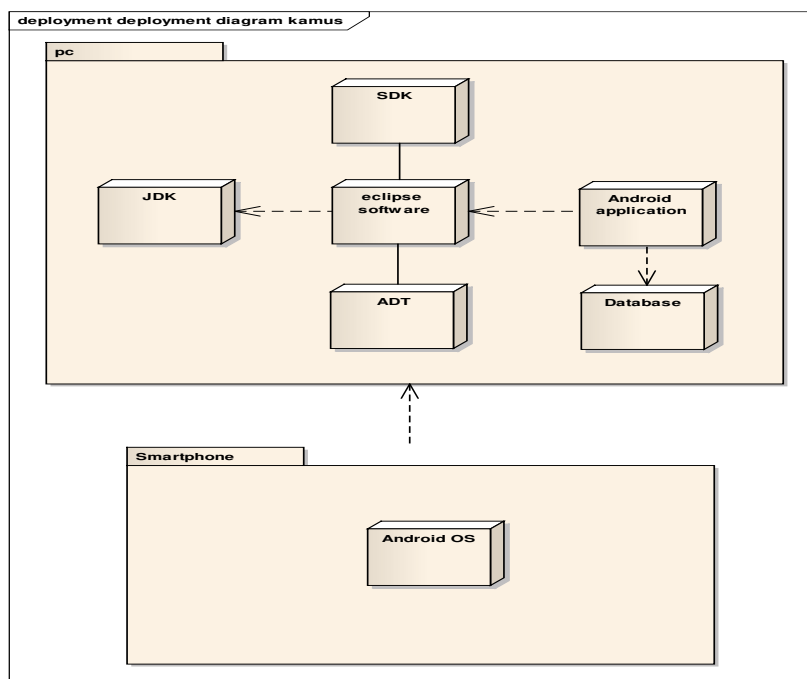 deployment deployment diagram kamus
pc
SDK
JDK
eclipse
software
Android
application
ADT
Database
Smartphone
Android OS